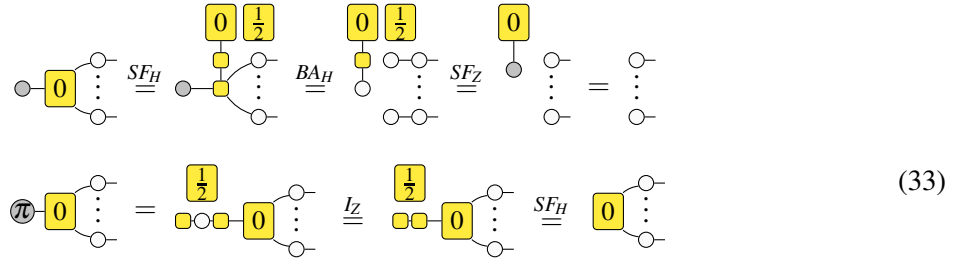 0 1/2 0 1/2 0
0 SF_H = BA_H = SF_Z = =
(33)
1/2 1/2
π 0 = 0 I_Z = 0 SF_H = 0